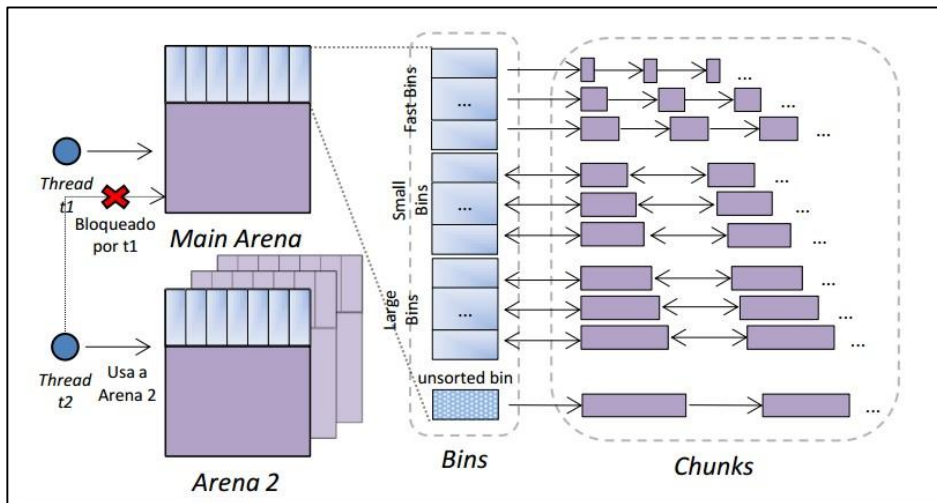 Thread
t1
Bloqueado
por t1
Main Arena
Thread
t2
Usa a
Arena 2
Arena 2
Fast Bins
...
Small
Bins
...
Large
Bins
...
unsorted bin
Bins
...
...
...
...
...
...
...
...
...
...
Chunks